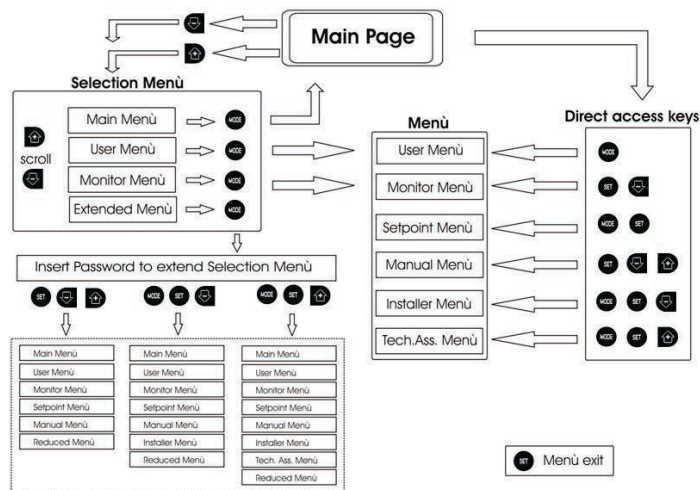 Main Page
Selection Menù
Main Menù
MODE
User Menù
MODE
scroll
Monitor Menù
MODE
Extended Menù
MODE
Insert Password to extend Selection Menù
SET
MODE SET
MODE SET
Main Menù
User Menù
Monitor Menù
Setpoint Menù
Manual Menù
Reduced Menù
Main Menù
User Menù
Monitor Menù
Setpoint Menù
Manual Menù
Installer Menù
Reduced Menù
Main Menù
User Menù
Monitor Menù
Setpoint Menù
Manual Menù
Installer Menù
Tech. Ass. Menù
Reduced Menù
Menù
User Menù
Monitor Menù
Setpoint Menù
Manual Menù
Installer Menù
Tech.Ass. Menù
Direct access keys
MODE
SET
MODE SET
SET
MODE SET
MODE SET
SET Menù exit